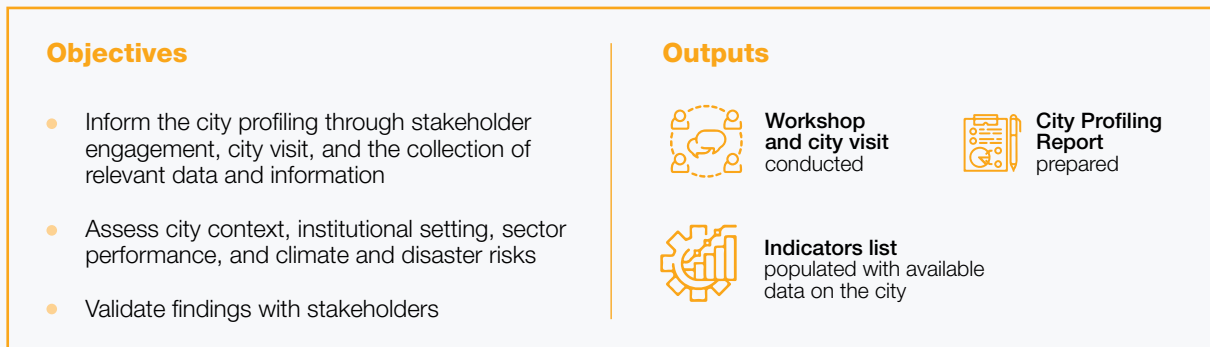 Objectives
Inform the city profiling through stakeholder
engagement, city visit, and the collection of
relevant data and information
Assess city context, institutional setting, sector
performance, and climate and disaster risks
Validate findings with stakeholders
Outputs
Workshop
and city visit
conducted
City Profiling
Report
prepared
Indicators list
populated with available
data on the city